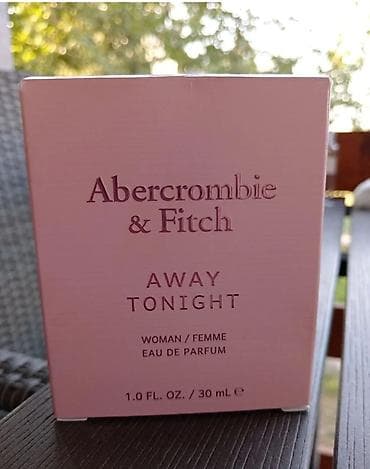 Abercrombie
& Fitch
AWAY
TONIGHT
WOMAN / FEMME
EAU DE PARFUM
1.0 FL. OZ. / 30 mL ℮